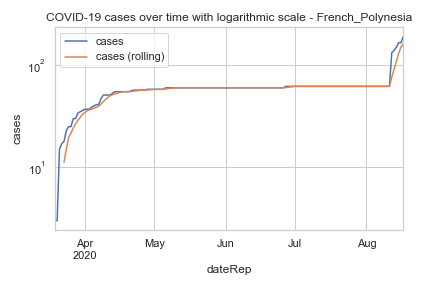 COVID-19 cases over time with logarithmic scale - French_Polynesia
cases
cases (rolling)
10²
10¹
cases
Apr
2020
May
Jun
Jul
Aug
dateRep